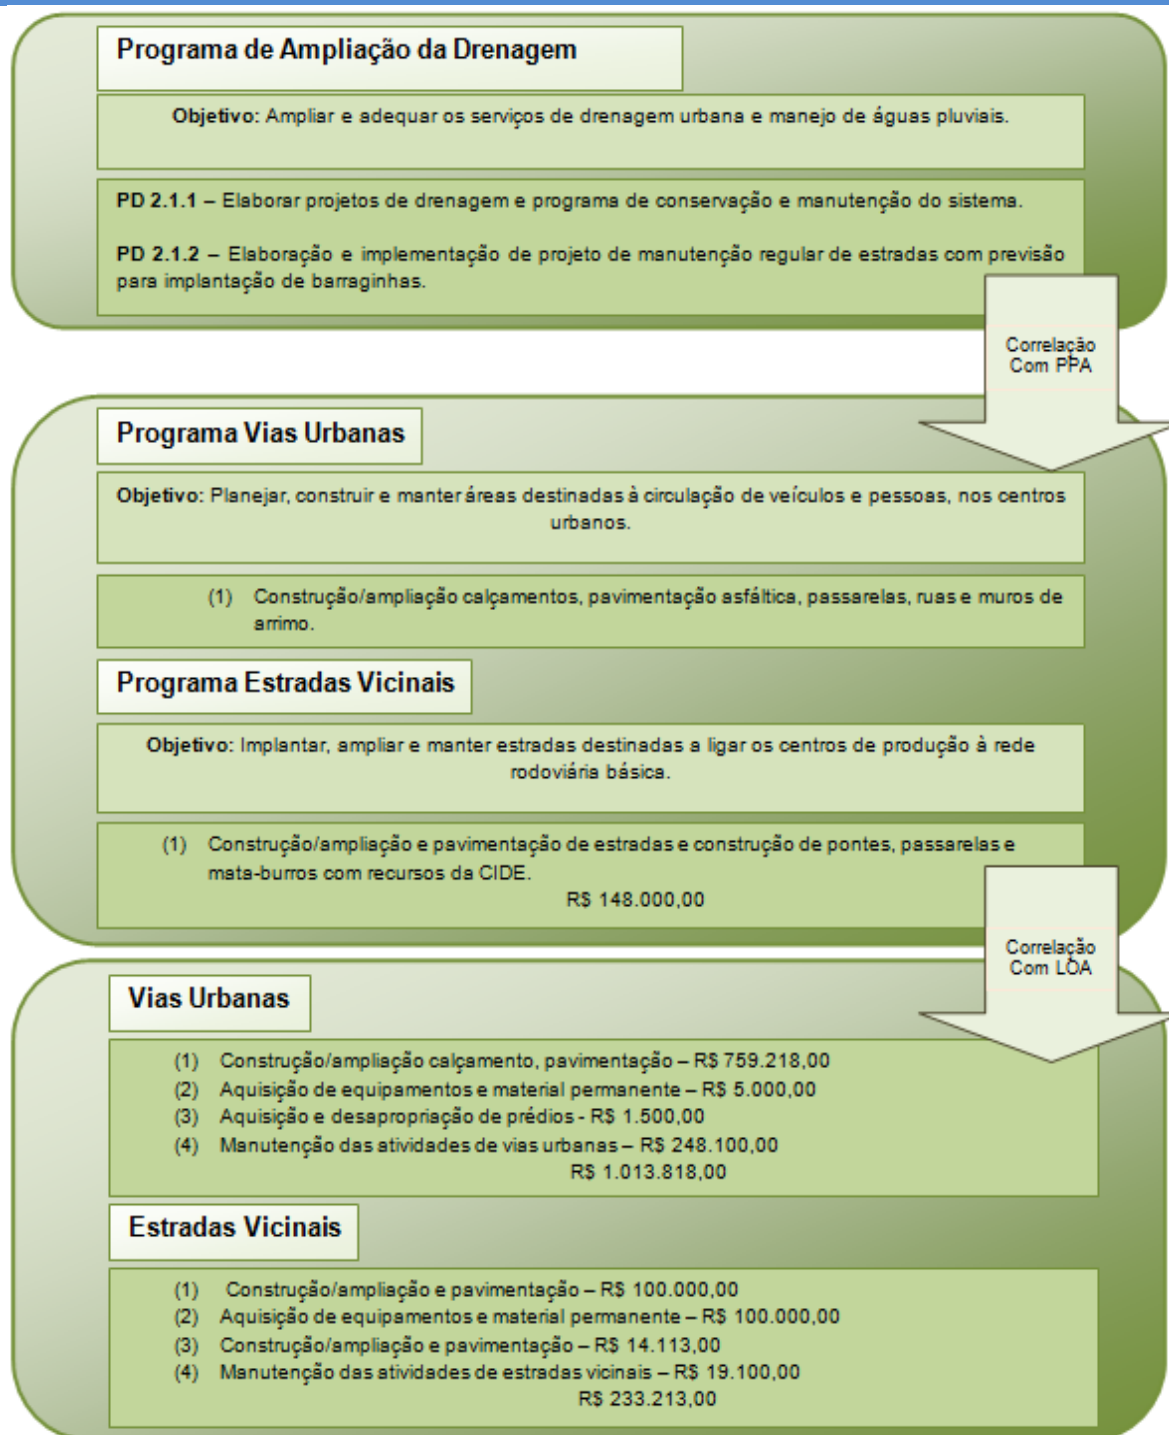 Programa de Ampliação da Drenagem
Objetivo: Ampliar e adequar os serviços de drenagem urbana e manejo de águas pluviais.
PD 2.1.1 – Elaborar projetos de drenagem e programa de conservação e manutenção do sistema.
PD 2.1.2 – Elaboração e implementação de projeto de manutenção regular de estradas com previsão
para implantação de barraginhas.
Correlação
Com PPA
Programa Vias Urbanas
Objetivo: Planejar, construir e manter áreas destinadas à circulação de veículos e pessoas, nos centros
urbanos.
(1) Construção/ampliação calçamentos, pavimentação asfáltica, passarelas, ruas e muros de
arrimo.
Programa Estradas Vicinais
Objetivo: Implantar, ampliar e manter estradas destinadas a ligar os centros de produção à rede
rodoviária básica.
(1) Construção/ampliação e pavimentação de estradas e construção de pontes, passarelas e
mata-burros com recursos da CIDE.
R$ 148.000,00
Correlação
Com LOA
Vias Urbanas
(1) Construção/ampliação calçamento, pavimentação – R$ 759.218,00
(2) Aquisição de equipamentos e material permanente – R$ 5.000,00
(3) Aquisição e desapropriação de prédios - R$ 1.500,00
(4) Manutenção das atividades de vias urbanas – R$ 248.100,00
R$ 1.013.818,00
Estradas Vicinais
(1) Construção/ampliação e pavimentação – R$ 100.000,00
(2) Aquisição de equipamentos e material permanente – R$ 100.000,00
(3) Construção/ampliação e pavimentação – R$ 14.113,00
(4) Manutenção das atividades de estradas vicinais – R$ 19.100,00
R$ 233.213,00